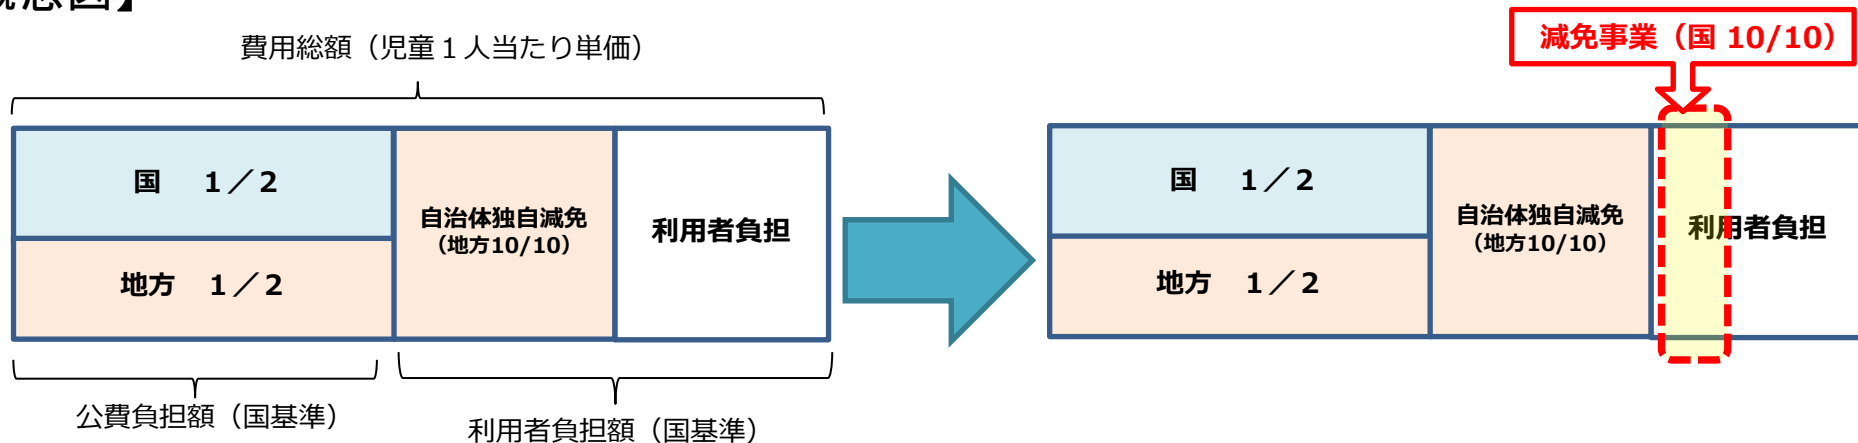 概念図】
費用総額（児童１人当たり単価）
国　１／２
地方　１／２
自治体独自減免
（地方10/10）
利用者負担
公費負担額（国基準）
利用者負担額（国基準）
減免事業（国 10/10）
国　１／２
地方　１／２
自治体独自減免
（地方10/10）
利用者負担